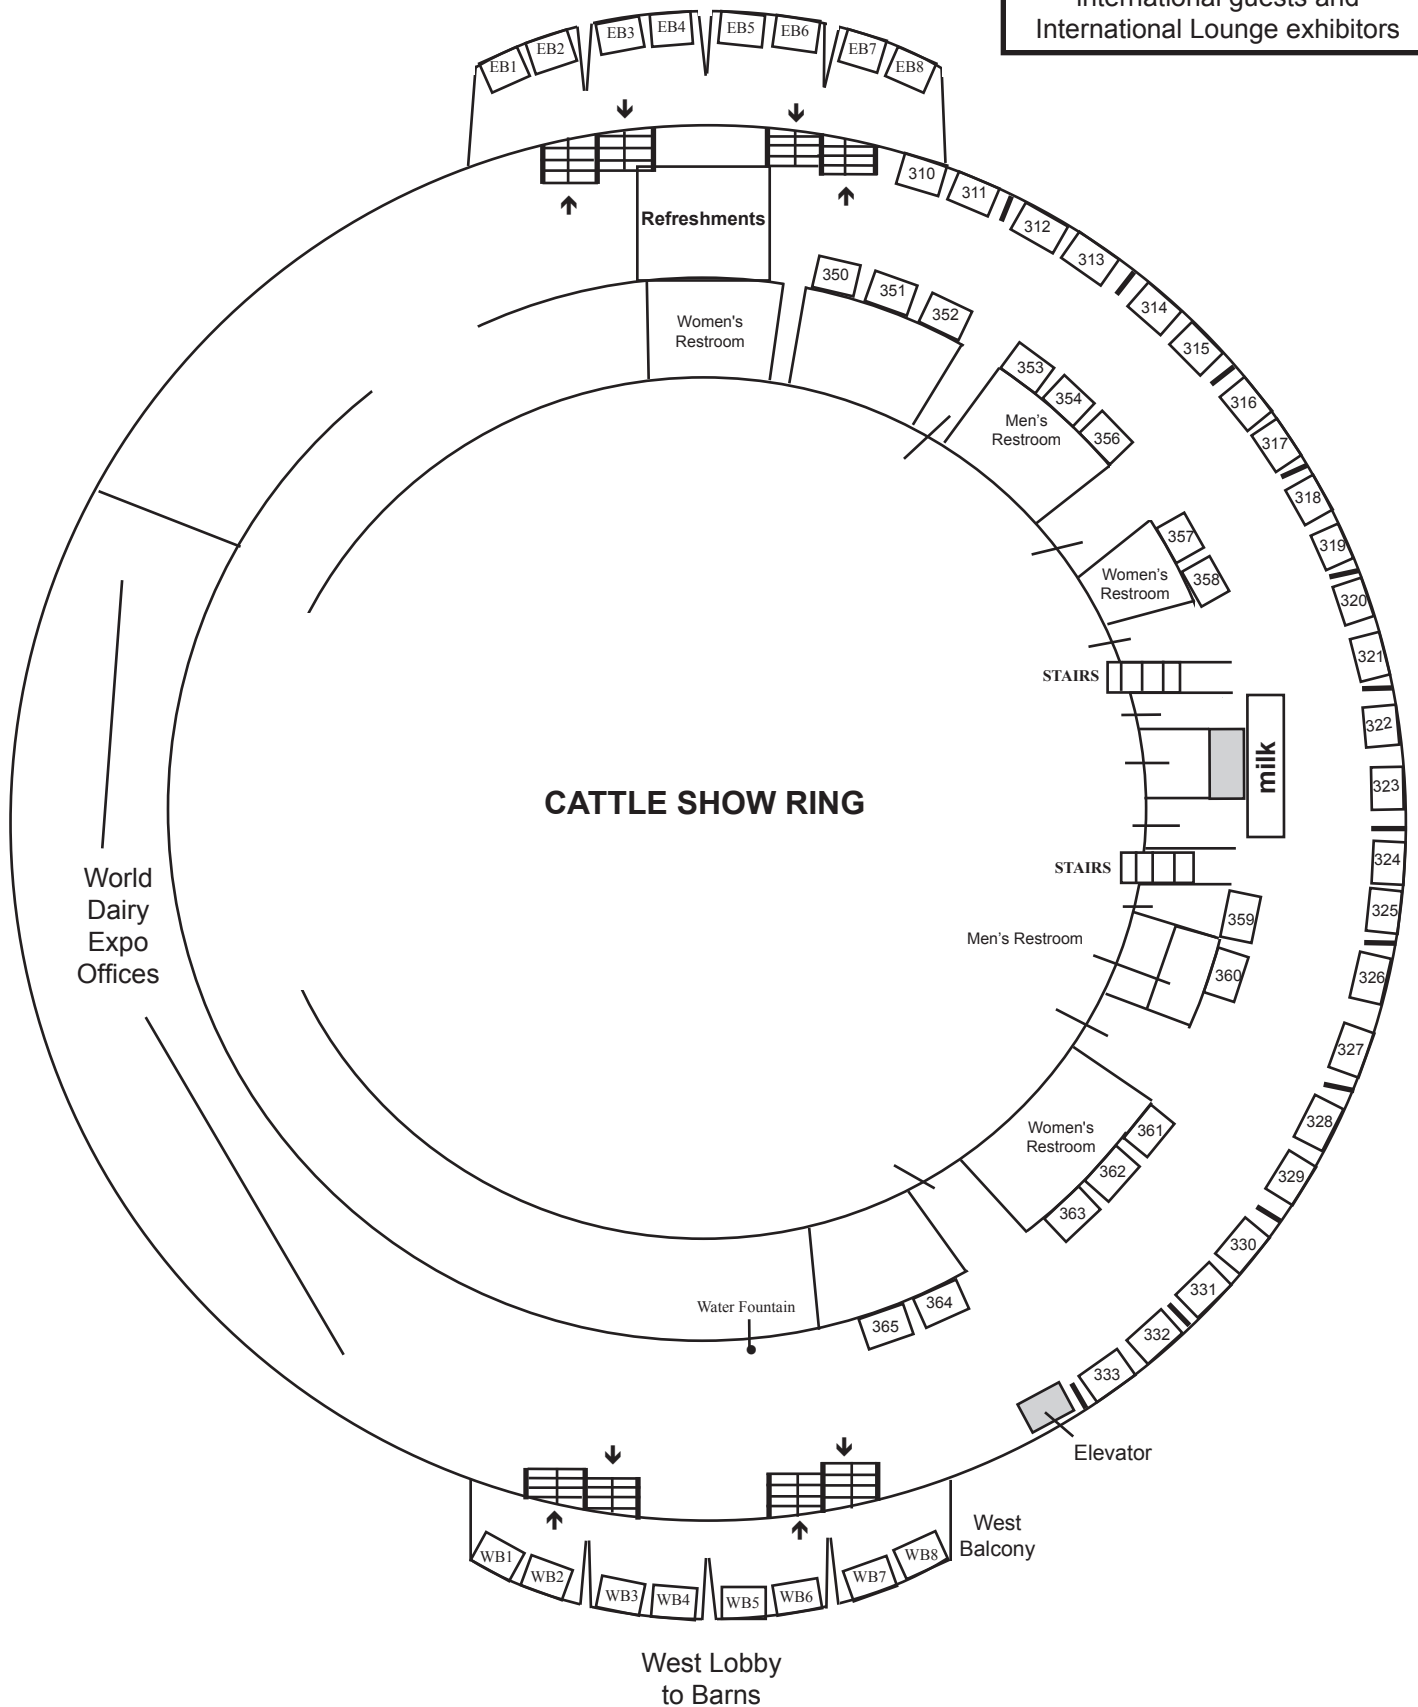 international guests and
International Lounge exhibitors
EB1
EB2
EB3
EB4
EB5
EB6
EB7
EB8
310
311
312
313
314
315
316
317
318
319
320
321
322
323
324
325
326
327
328
329
330
331
332
333
Refreshments
Women's
Restroom
350
351
352
353
354
356
Men's
Restroom
357
358
Women's
Restroom
STAIRS
milk
CATTLE SHOW RING
STAIRS
359
360
Men's Restroom
World
Dairy
Expo
Offices
Women's
Restroom
361
362
363
364
365
Water Fountain
Elevator
West
Balcony
WB1
WB2
WB3
WB4
WB5
WB6
WB7
WB8
West Lobby
to Barns